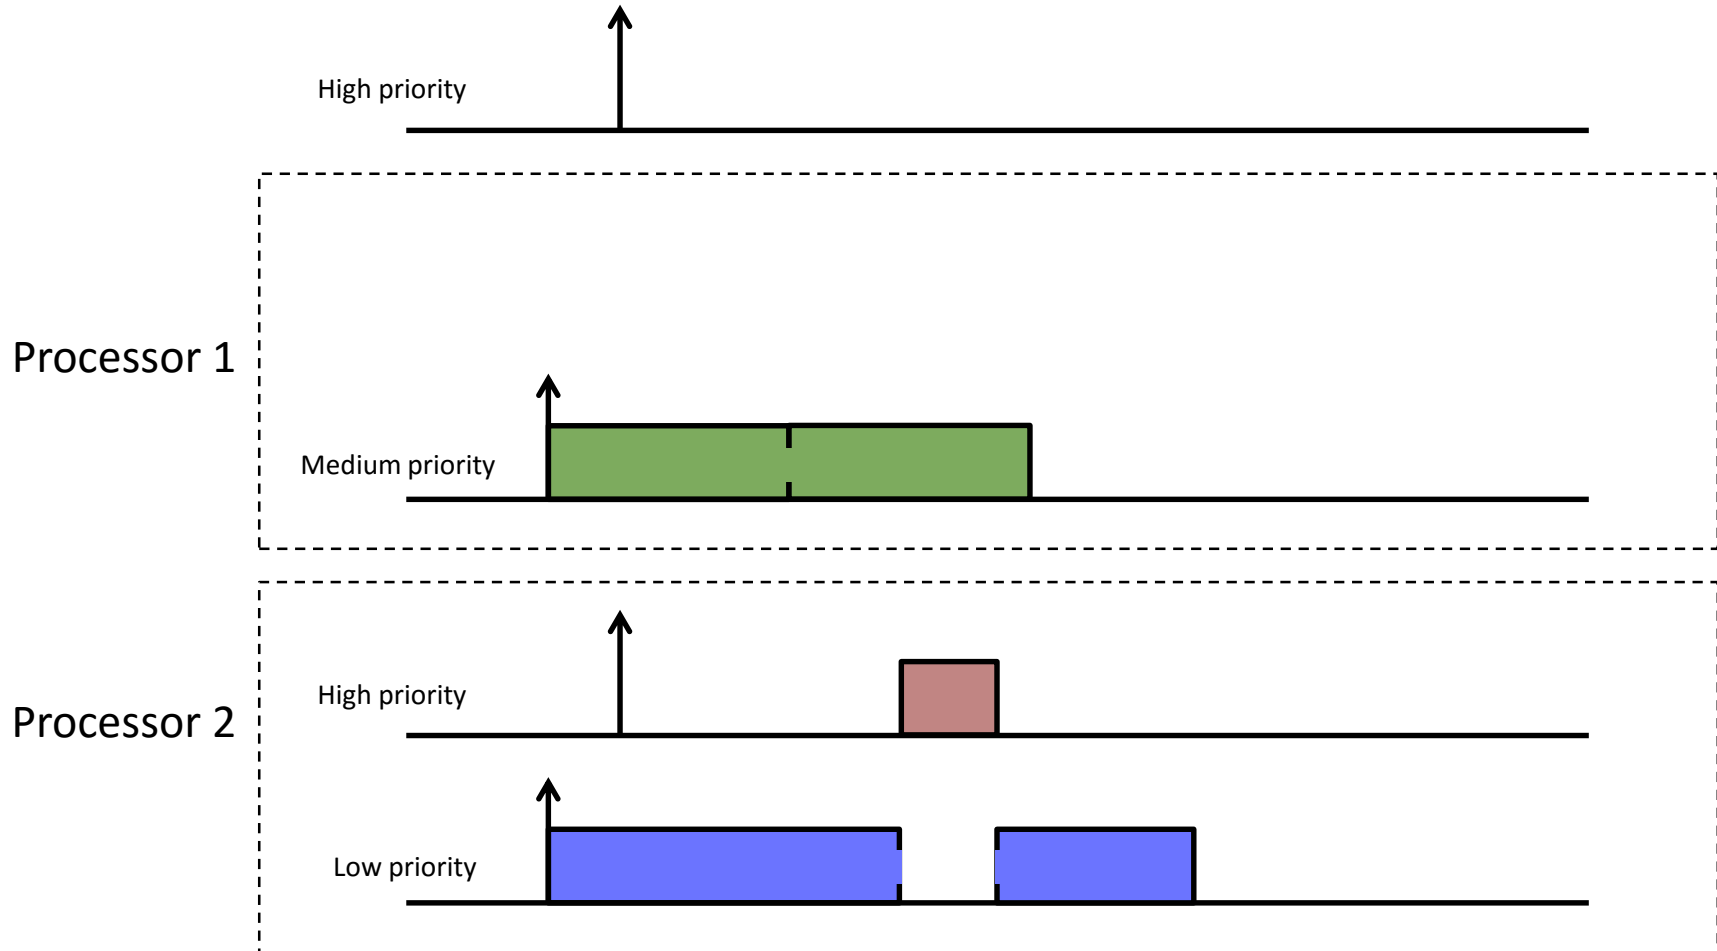 High priority
Processor 1
Medium priority
High priority
Processor 2
Low priority